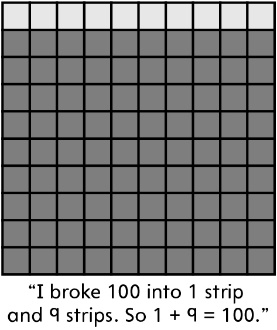 “I broke 100 into 1 strip
and 9 strips. So 1 + 9 = 100.”